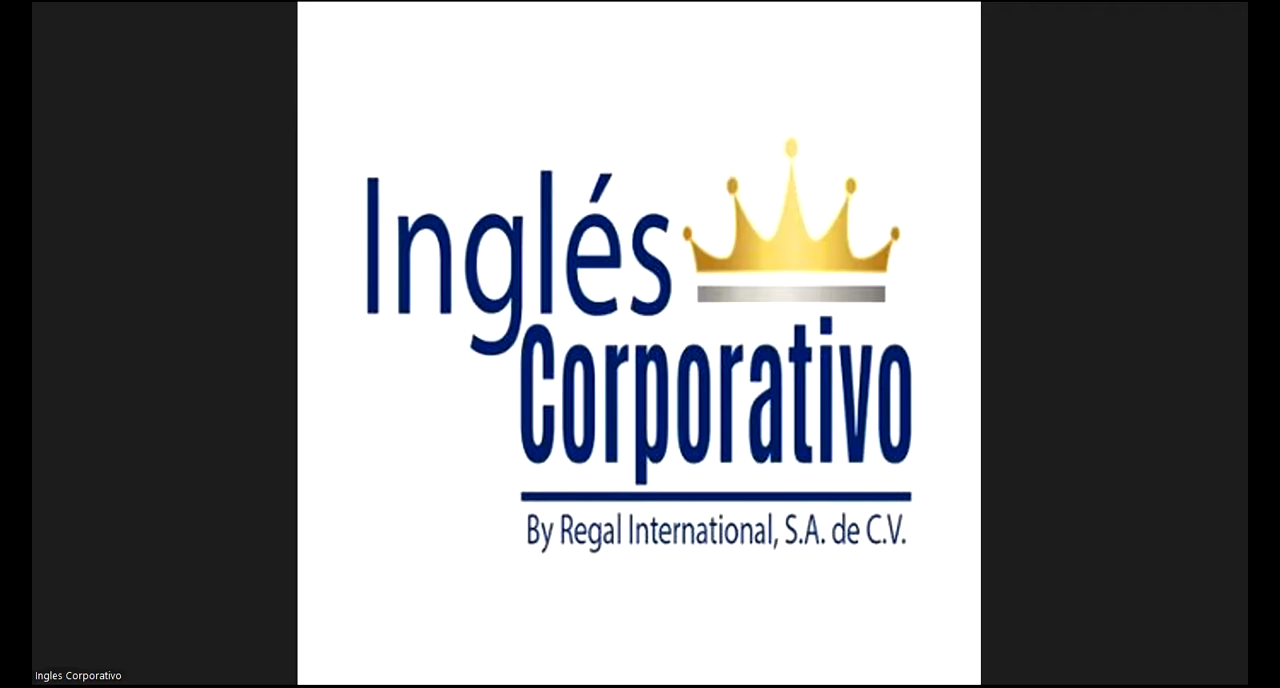 Inglés
Corporativo
By Regal International, S.A. de C.V.
Ingles Corporativo